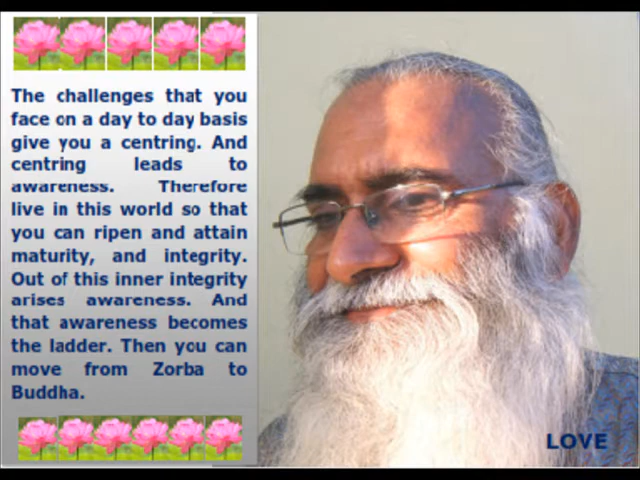 The challenges that you
face on a day to day basis
give you a centring. And
centring leads to
awareness. Therefore
live in this world so that
you can ripen and attain
maturity, and integrity.
Out of this inner integrity
arises awareness. And
that awareness becomes
the ladder. Then you can
move from Zorba to
Buddha.
LOVE